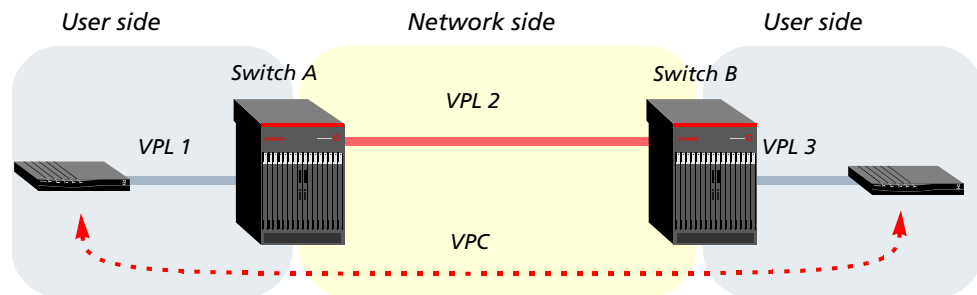 User side
Network side
User side
Switch A
Switch B
VPL 2
VPL 1
VPL 3
VPC